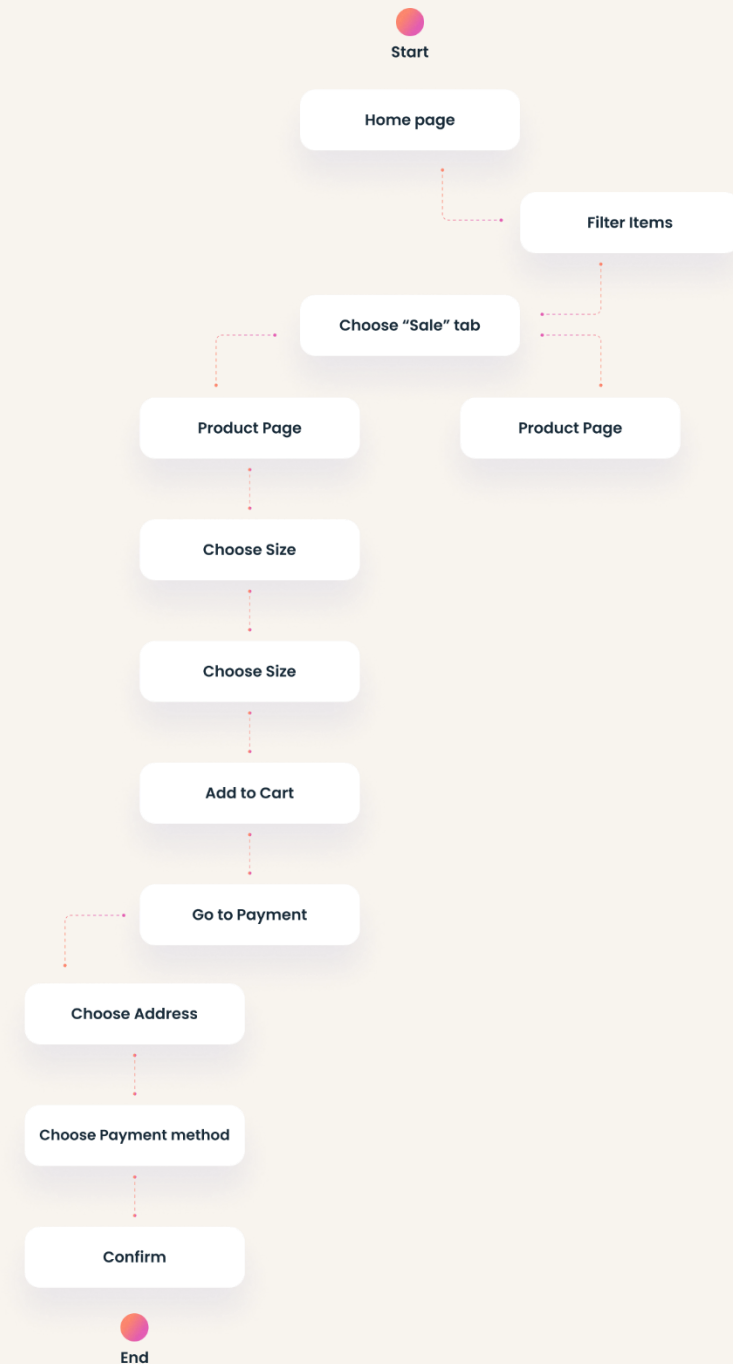 Start
Home page
Filter Items
Choose “Sale” tab
Product Page
Product Page
Choose Size
Choose Size
Add to Cart
Go to Payment
Choose Address
Choose Payment method
Confirm
End